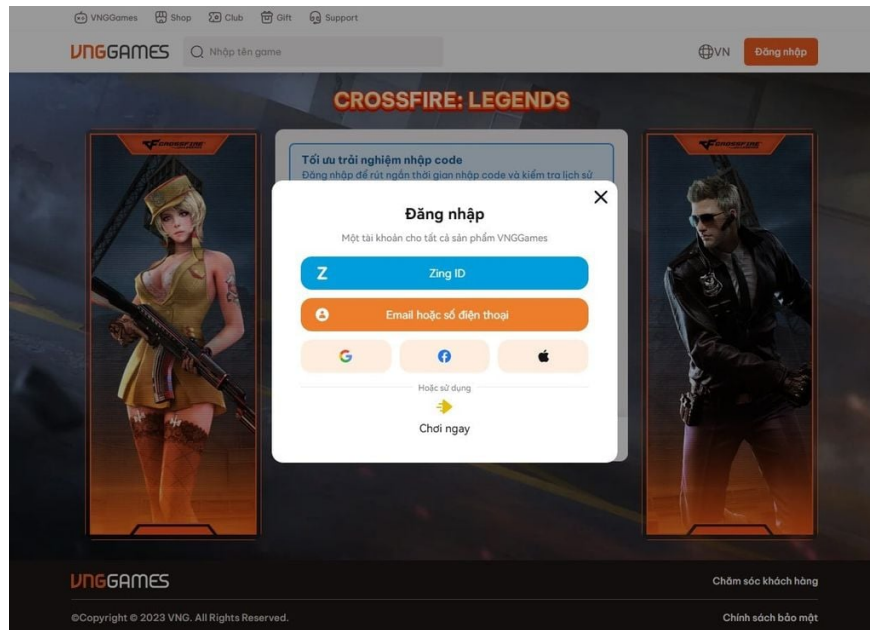 VNGGames Shop Club Gift Support
VNGGAMES Nhập tên game VN Đăng nhập
CROSSFIRE: LEGENDS
CROSSFIRE CROSSFIRE
Tối ưu trải nghiệm nhập code
Đăng nhập để rút ngắn thời gian nhập code và kiểm tra lịch sử
Đăng nhập
Một tài khoản cho tất cả sản phẩm VNGGames
Z Zing ID
Email hoặc số điện thoại
Hoặc sử dụng
Chơi ngay
VNGGAMES
Chăm sóc khách hàng
©Copyright © 2023 VNG. All Rights Reserved.
Chính sách bảo mật